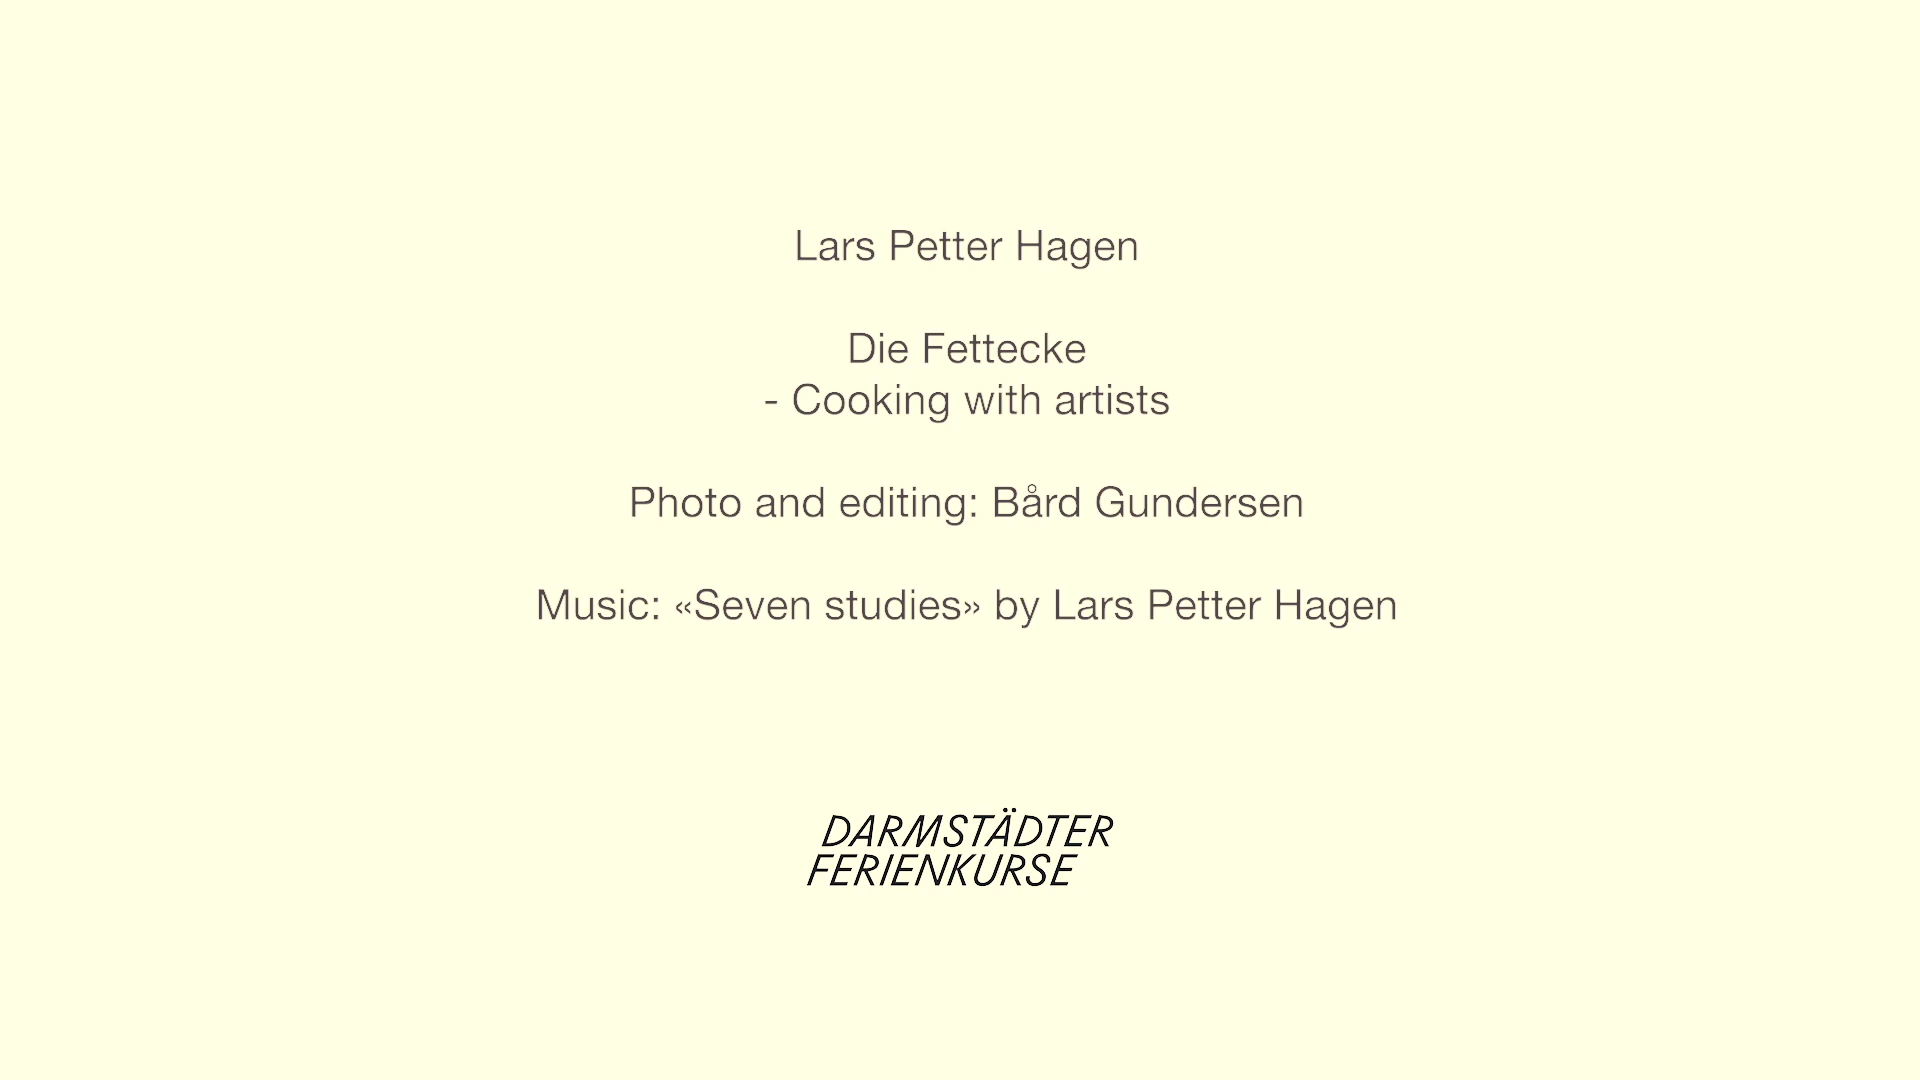 Lars Petter Hagen
Die Fettecke
- Cooking with artists
Photo and editing: Bård Gundersen
Music: «Seven studies» by Lars Petter Hagen
DARMSTÄDTER
FERIENKURSE